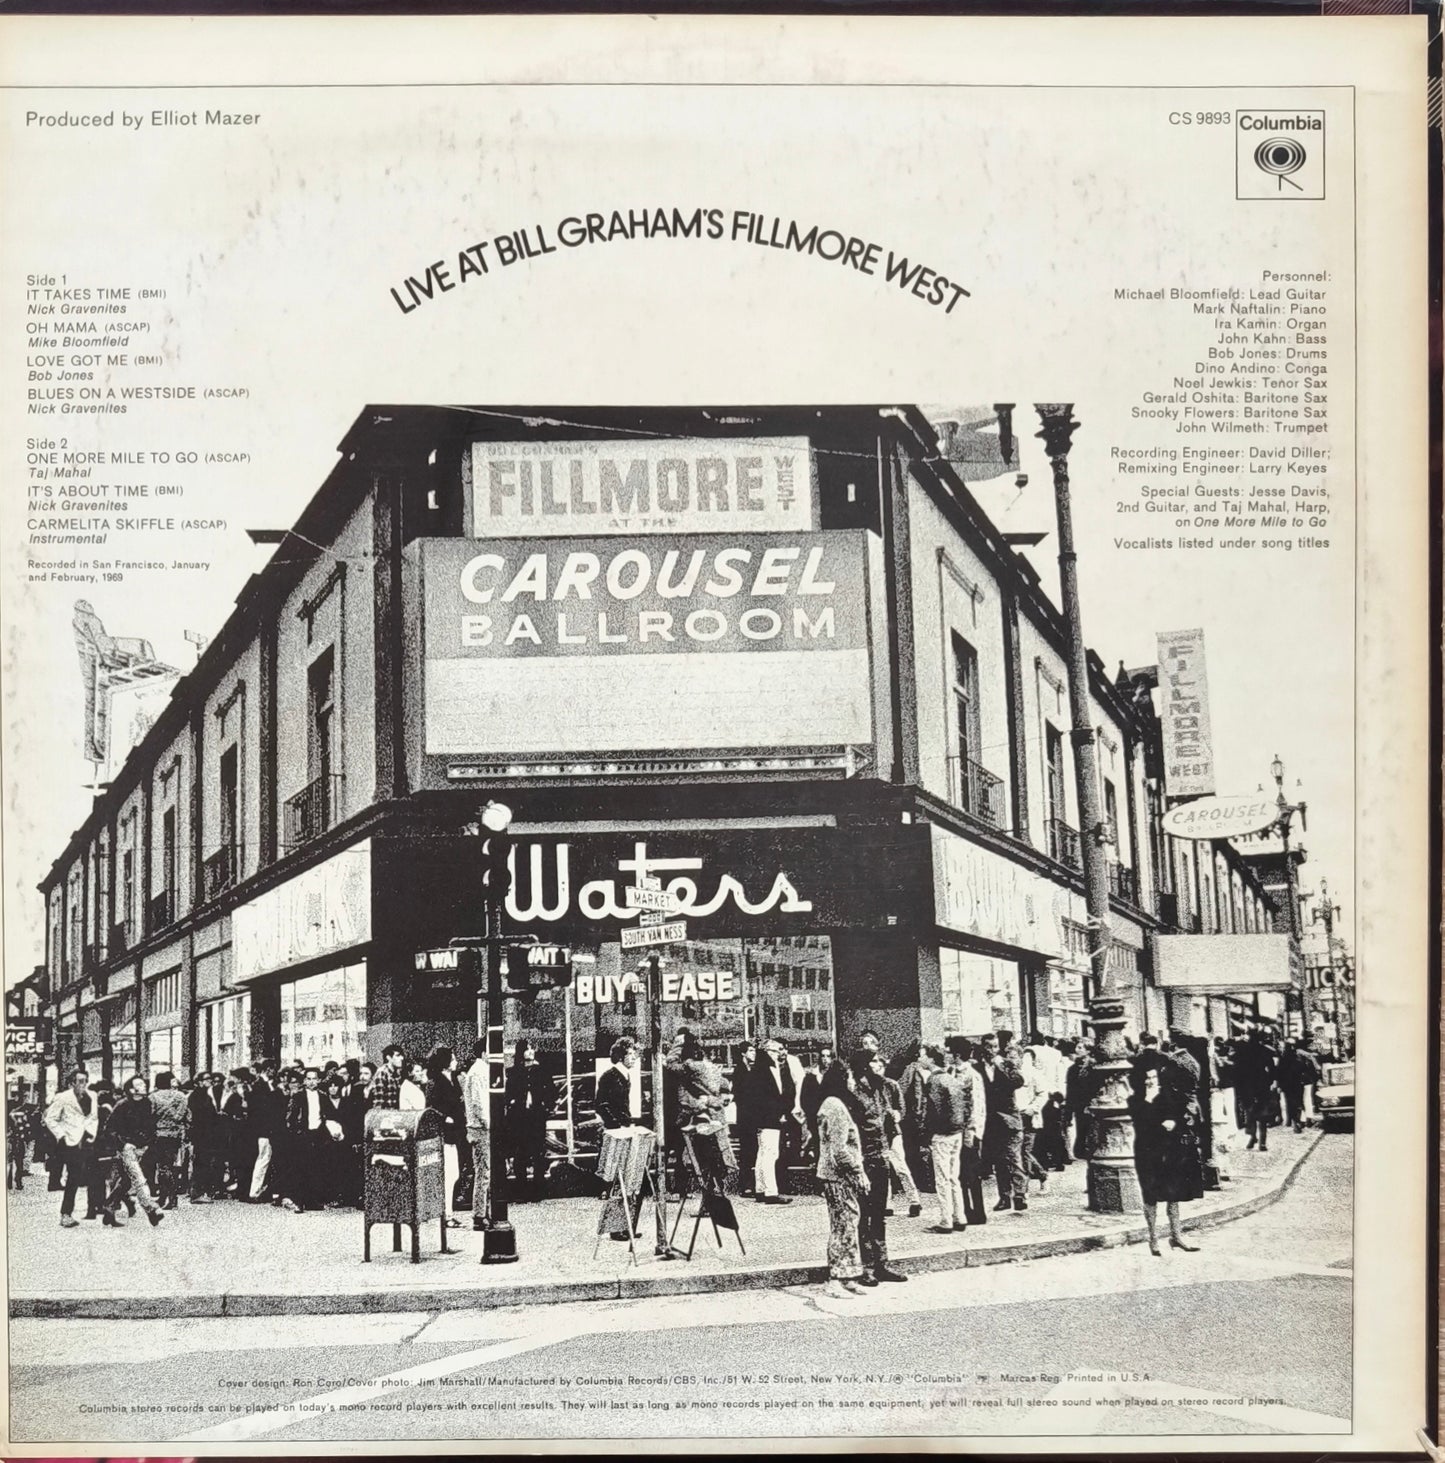 Produced by Elliot Mazer
CS 9893
Columbia
LIVE AT BILL GRAHAM'S FILLMORE WEST
Side 1
IT TAKES TIME (BMI)
Nick Gravenites
OH MAMA (ASCAP)
Mike Bloomfield
LOVE GOT ME (BMI)
Bob Jones
BLUES ON A WESTSIDE (ASCAP)
Nick Gravenites
Side 2
ONE MORE MILE TO GO (ASCAP)
Taj Mahal
IT'S ABOUT TIME (BMI)
Nick Gravenites
CARMELITA SKIFFLE (ASCAP)
Instrumental
Recorded in San Francisco, January
and February, 1969
Personnel:
Michael Bloomfield: Lead Guitar
Mark Naftalin: Piano
Ira Kamin: Organ
John Kahn: Bass
Bob Jones: Drums
Dino Andino: Conga
Noel Jewkis: Tenor Sax
Gerald Oshita: Baritone Sax
Snooky Flowers: Baritone Sax
John Wilmeth: Trumpet
Recording Engineer: David Diller;
Remixing Engineer: Larry Keyes
Special Guests: Jesse Davis,
2nd Guitar, and Taj Mahal, Harp,
on One More Mile to Go
Vocalists listed under song titles
BILL GRAHAM'S
FILLMORE WEST
AT THE
CAROUSEL
BALLROOM
FILLMORE
WEST
CAROUSEL
BALLROOM
Waters
MARKET
SOUTH VAN NESS
WAIT
BUY OR LEASE
Cover design: Ron Coro/Cover photo: Jim Marshall/Manufactured by Columbia Records/CBS, Inc./51 W. 52 Street, New York, N.Y./℗ "Columbia" Marcas Reg. Printed in U.S.A.
Columbia stereo records can be played on today's mono record players with excellent results. They will last as long as mono records played on the same equipment, yet will reveal full stereo sound when played on stereo record players.